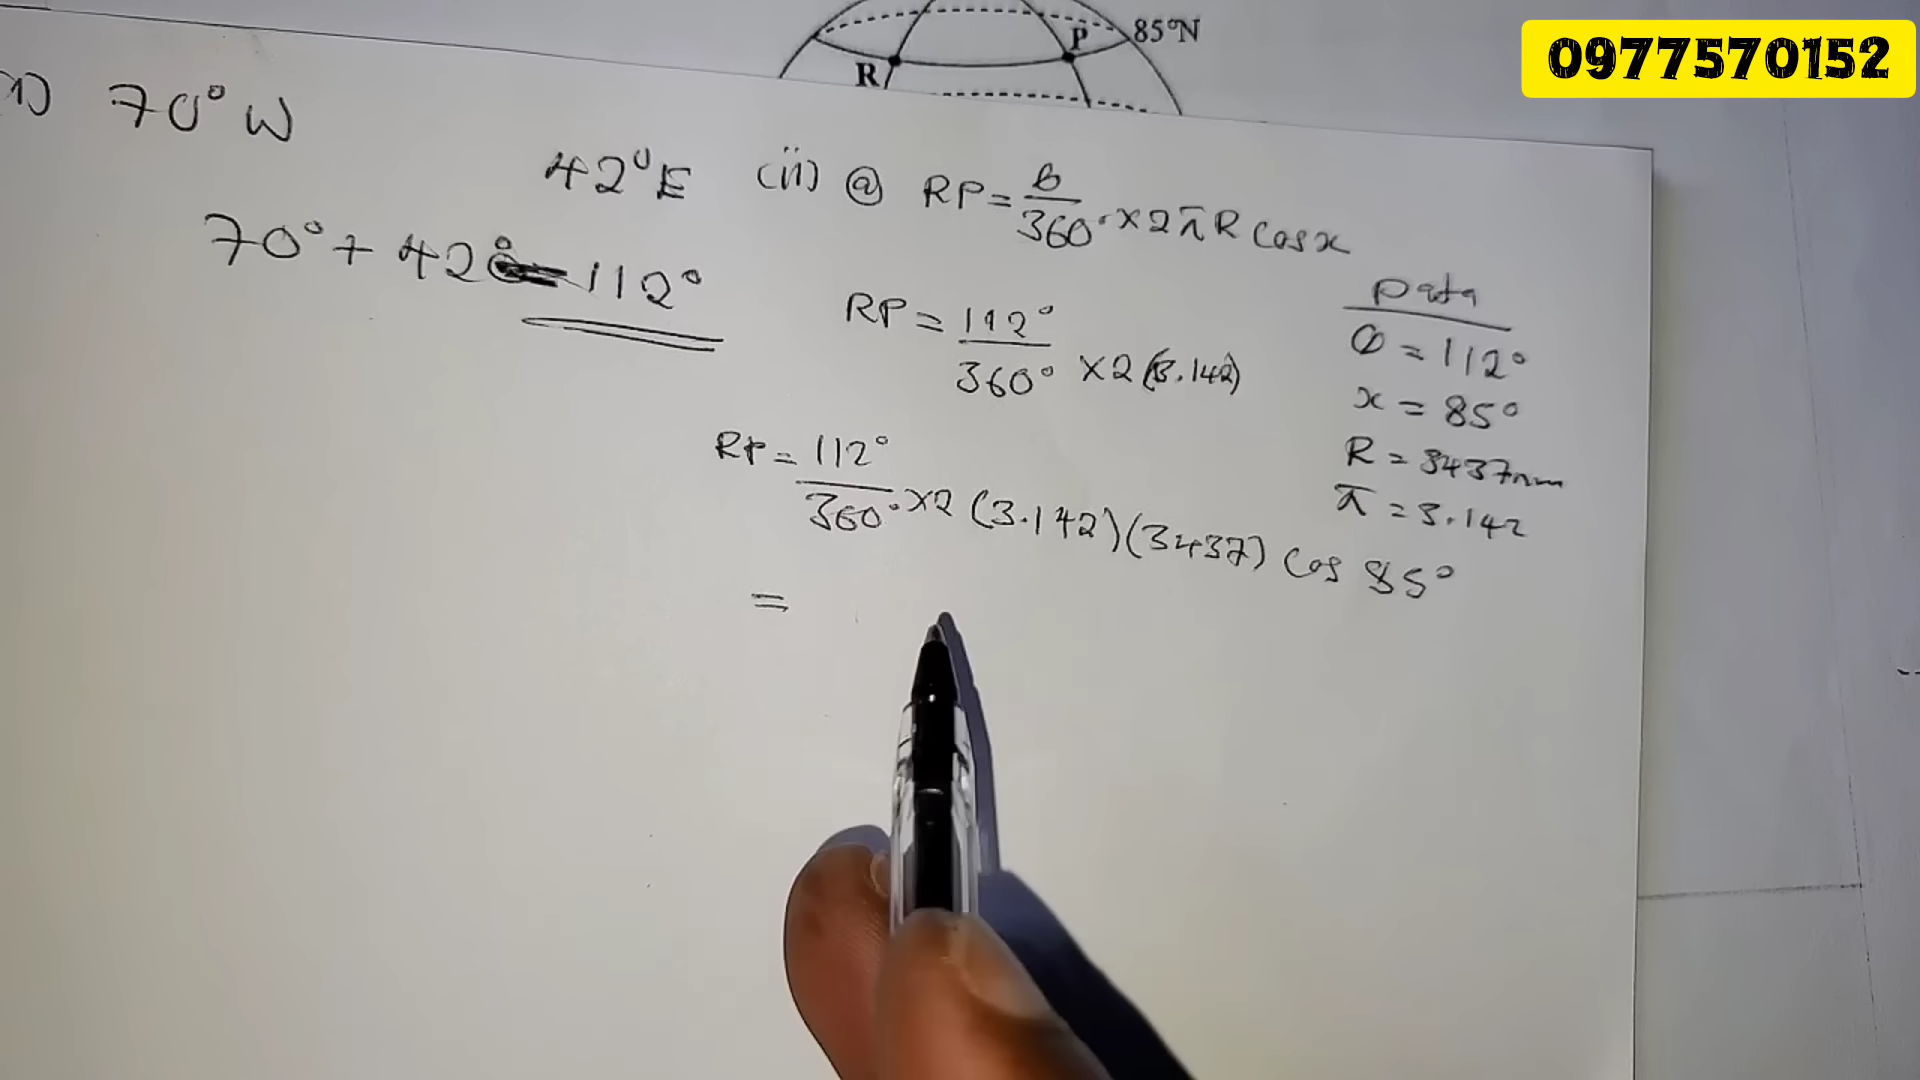 85°N
P
R
0977570152
70° W
42°E
70° + 42° = 112°
(ii) @ RP = θ/360° × 2πR Cos x
RP = 112°/360° × 2(3.142)
RP = 112°/360° × 2 (3.142)(3437) Cos 85°
=
Data
θ = 112°
x = 85°
R = 3437nm
π = 3.142